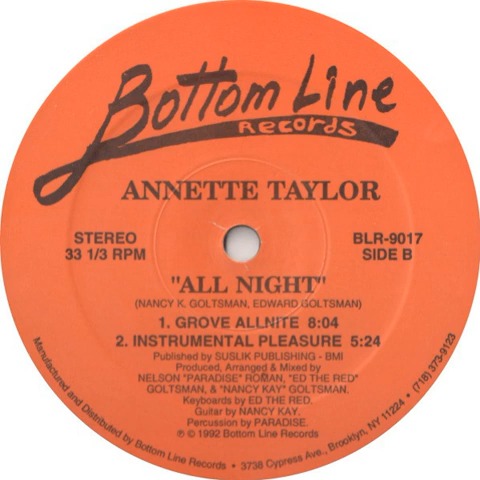 Bottom Line
Records
ANNETTE TAYLOR
STEREO
33 1/3 RPM
BLR-9017
SIDE B
"ALL NIGHT"
(NANCY K. GOLTSMAN, EDWARD GOLTSMAN)
1. GROVE ALLNITE 8:04
2. INSTRUMENTAL PLEASURE 5:24
Published by SUSLIK PUBLISHING - BMI
Produced, Arranged & Mixed by
NELSON "PARADISE" ROMAN, "ED THE RED"
GOLTSMAN, & "NANCY KAY" GOLTSMAN.
Keyboards by ED THE RED.
Guitar by NANCY KAY.
Percussion by PARADISE.
℗ © 1992 Bottom Line Records
Manufactured and Distributed by Bottom Line Records • 3738 Cypress Ave., Brooklyn, NY 11224 • (718) 373-9123